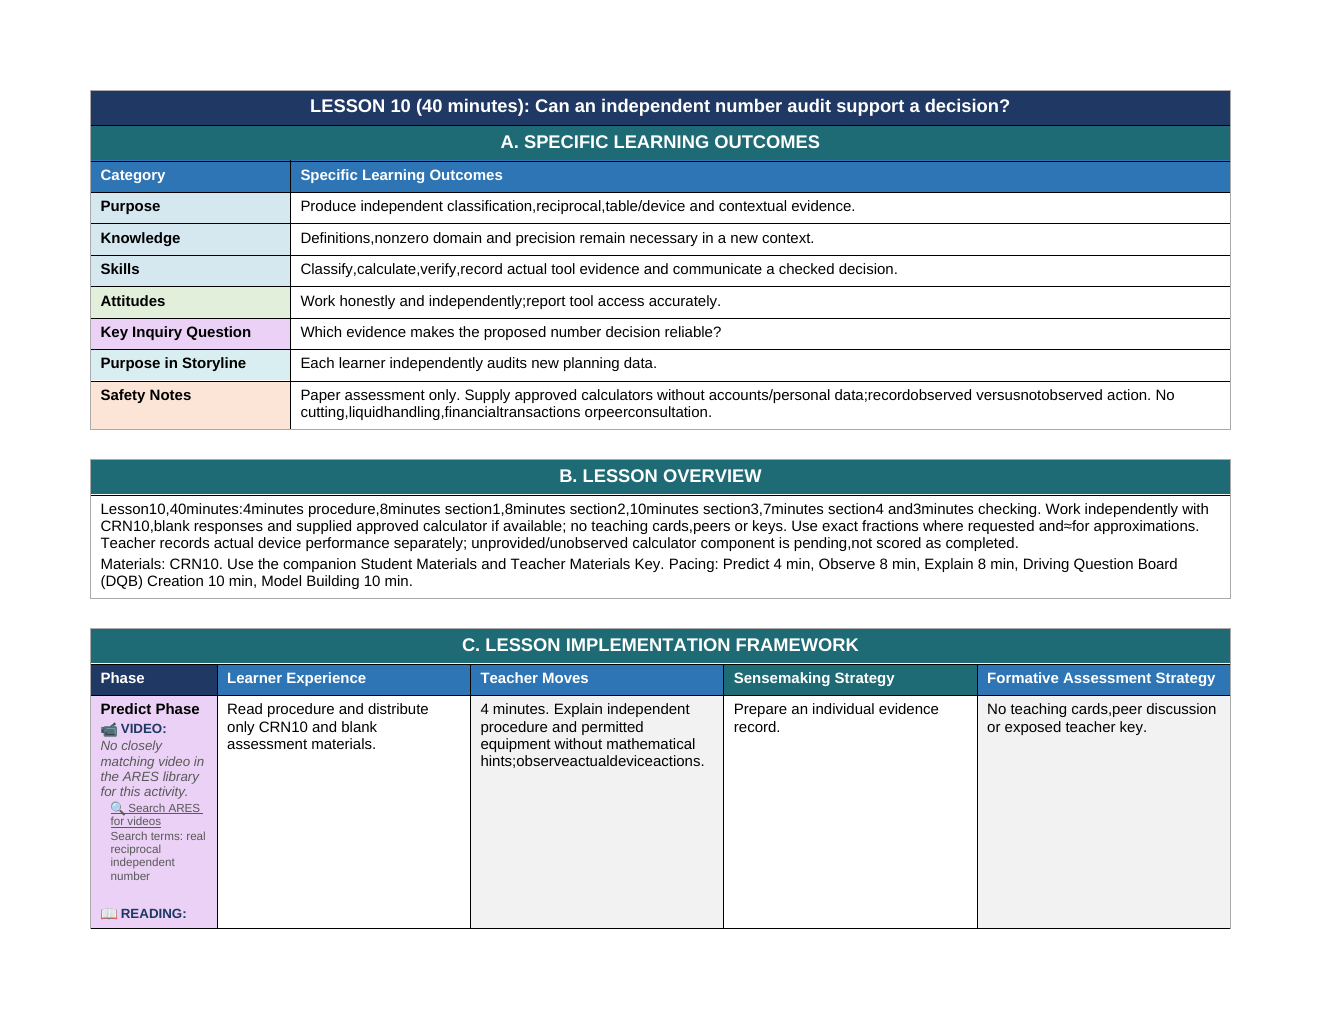 LESSON 10 (40 minutes): Can an independent number audit support a decision?
A. SPECIFIC LEARNING OUTCOMES
Category
Specific Learning Outcomes
Purpose
Produce independent classification,reciprocal,table/device and contextual evidence.
Knowledge
Definitions,nonzero domain and precision remain necessary in a new context.
Skills
Classify,calculate,verify,record actual tool evidence and communicate a checked decision.
Attitudes
Work honestly and independently;report tool access accurately.
Key Inquiry Question
Which evidence makes the proposed number decision reliable?
Purpose in Storyline
Each learner independently audits new planning data.
Safety Notes
Paper assessment only. Supply approved calculators without accounts/personal data;recordobserved versusnotobserved action. No
cutting,liquidhandling,financialtransactions orpeerconsultation.
B. LESSON OVERVIEW
Lesson10,40minutes:4minutes procedure,8minutes section1,8minutes section2,10minutes section3,7minutes section4 and3minutes checking. Work independently with
CRN10,blank responses and supplied approved calculator if available; no teaching cards,peers or keys. Use exact fractions where requested and≈for approximations.
Teacher records actual device performance separately; unprovided/unobserved calculator component is pending,not scored as completed.
Materials: CRN10. Use the companion Student Materials and Teacher Materials Key. Pacing: Predict 4 min, Observe 8 min, Explain 8 min, Driving Question Board
(DQB) Creation 10 min, Model Building 10 min.
C. LESSON IMPLEMENTATION FRAMEWORK
Phase
Learner Experience
Teacher Moves
Sensemaking Strategy
Formative Assessment Strategy
Predict Phase
📹 VIDEO:
No closely
matching video in
the ARES library
for this activity.
🔍 Search ARES
for videos
Search terms: real
reciprocal
independent
number
📖 READING:
Read procedure and distribute
only CRN10 and blank
assessment materials.
4 minutes. Explain independent
procedure and permitted
equipment without mathematical
hints;observeactualdeviceactions.
Prepare an individual evidence
record.
No teaching cards,peer discussion
or exposed teacher key.